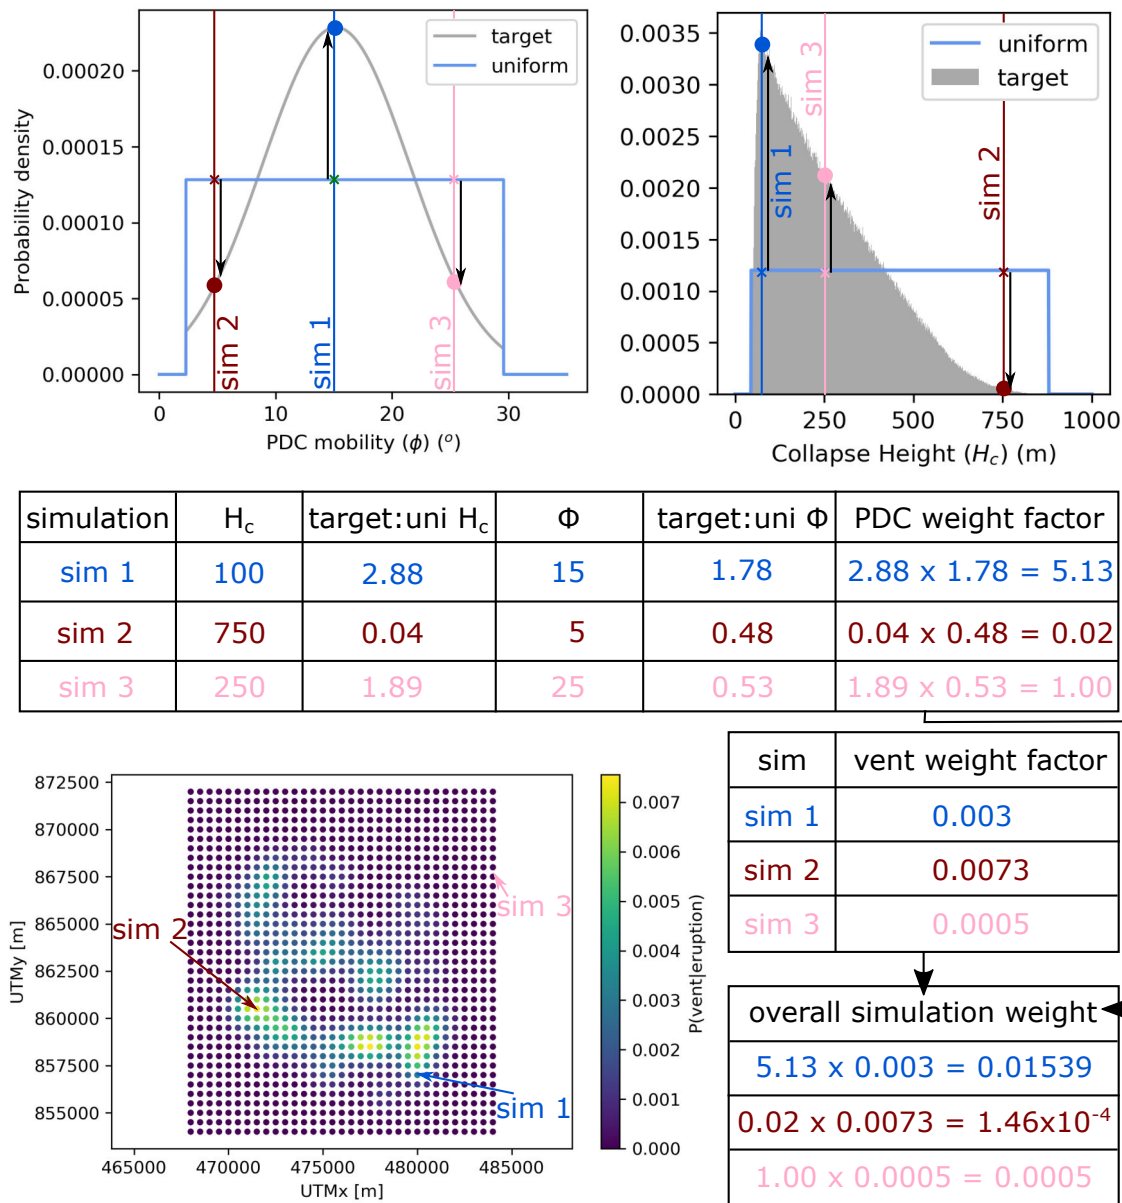 target
uniform
0.00020
0.00015
0.00010
0.00005
0.00000
Probability density
sim 2
sim 1
sim 3
0 10 20 30
PDC mobility (ϕ) (°)
uniform
target
0.0035
0.0030
0.0025
0.0020
0.0015
0.0010
0.0005
0.0000
sim 1
sim 3
sim 2
0 250 500 750 1000
Collapse Height (H_c) (m)
simulation H_c target:uni H_c Φ target:uni Φ PDC weight factor
sim 1 100 2.88 15 1.78 2.88 x 1.78 = 5.13
sim 2 750 0.04 5 0.48 0.04 x 0.48 = 0.02
sim 3 250 1.89 25 0.53 1.89 x 0.53 = 1.00
872500
870000
867500
865000
862500
860000
857500
855000
UTMy [m]
sim 2
sim 3
sim 1
465000 470000 475000 480000 485000
UTMx [m]
0.007
0.006
0.005
0.004
0.003
0.002
0.001
0.000
P(vent|eruption)
sim vent weight factor
sim 1 0.003
sim 2 0.0073
sim 3 0.0005
overall simulation weight
5.13 x 0.003 = 0.01539
0.02 x 0.0073 = 1.46x10⁻⁴
1.00 x 0.0005 = 0.0005